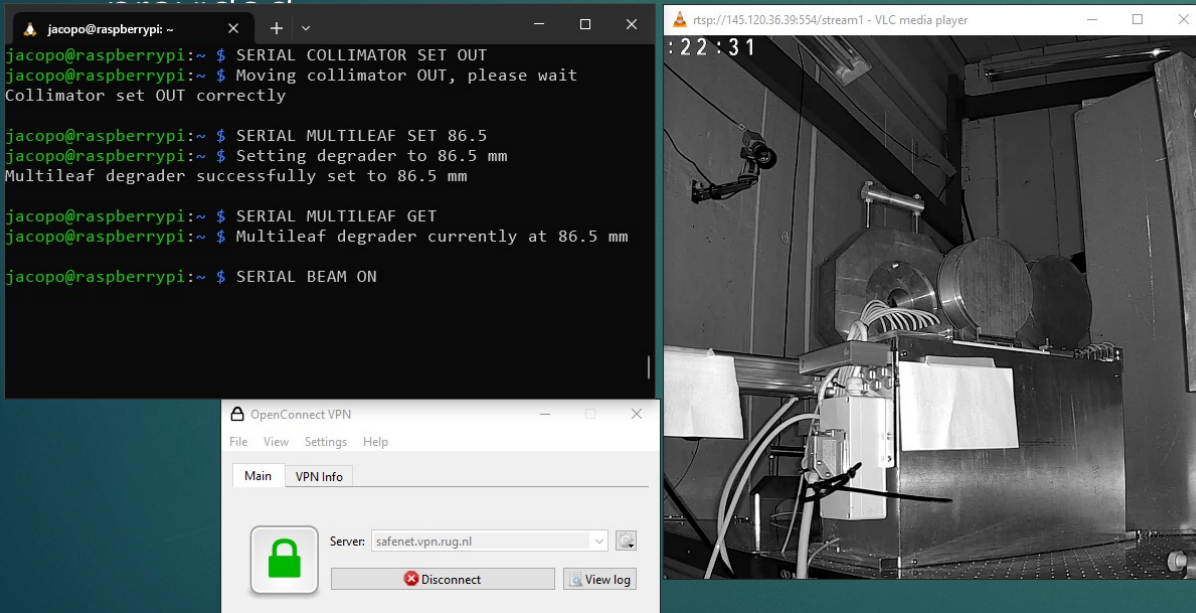 provided
jacopo@raspberrypi: ~
jacopo@raspberrypi:~ $ SERIAL COLLIMATOR SET OUT
jacopo@raspberrypi:~ $ Moving collimator OUT, please wait
Collimator set OUT correctly
jacopo@raspberrypi:~ $ SERIAL MULTILEAF SET 86.5
jacopo@raspberrypi:~ $ Setting degrader to 86.5 mm
Multileaf degrader successfully set to 86.5 mm
jacopo@raspberrypi:~ $ SERIAL MULTILEAF GET
jacopo@raspberrypi:~ $ Multileaf degrader currently at 86.5 mm
jacopo@raspberrypi:~ $ SERIAL BEAM ON
OpenConnect VPN
File View Settings Help
Main VPN Info
Server: safenet.vpn.rug.nl
Disconnect View log
rtsp://145.120.36.39:554/stream1 - VLC media player
:22:31